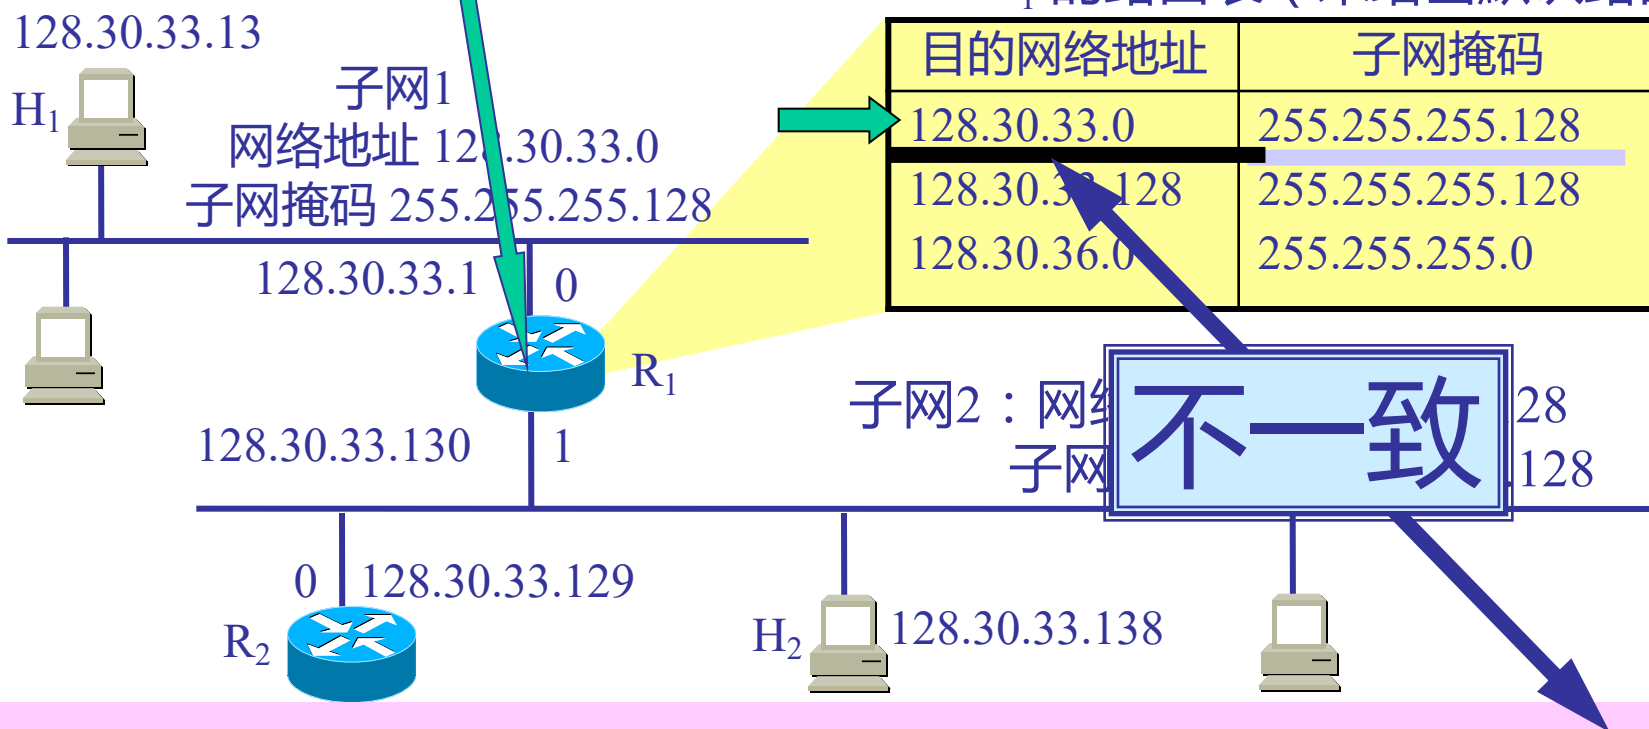 128.30.33.13
H1
子网1
网络地址 128.30.33.0
子网掩码 255.255.255.128
128.30.33.1
0
R1
128.30.33.130
1
目的网络地址 子网掩码
128.30.33.0 255.255.255.128
128.30.33.128 255.255.255.128
128.30.36.0 255.255.255.0
子网2：网络 28
子网 .128
不一致
0 128.30.33.129
R2
H2 128.30.33.138